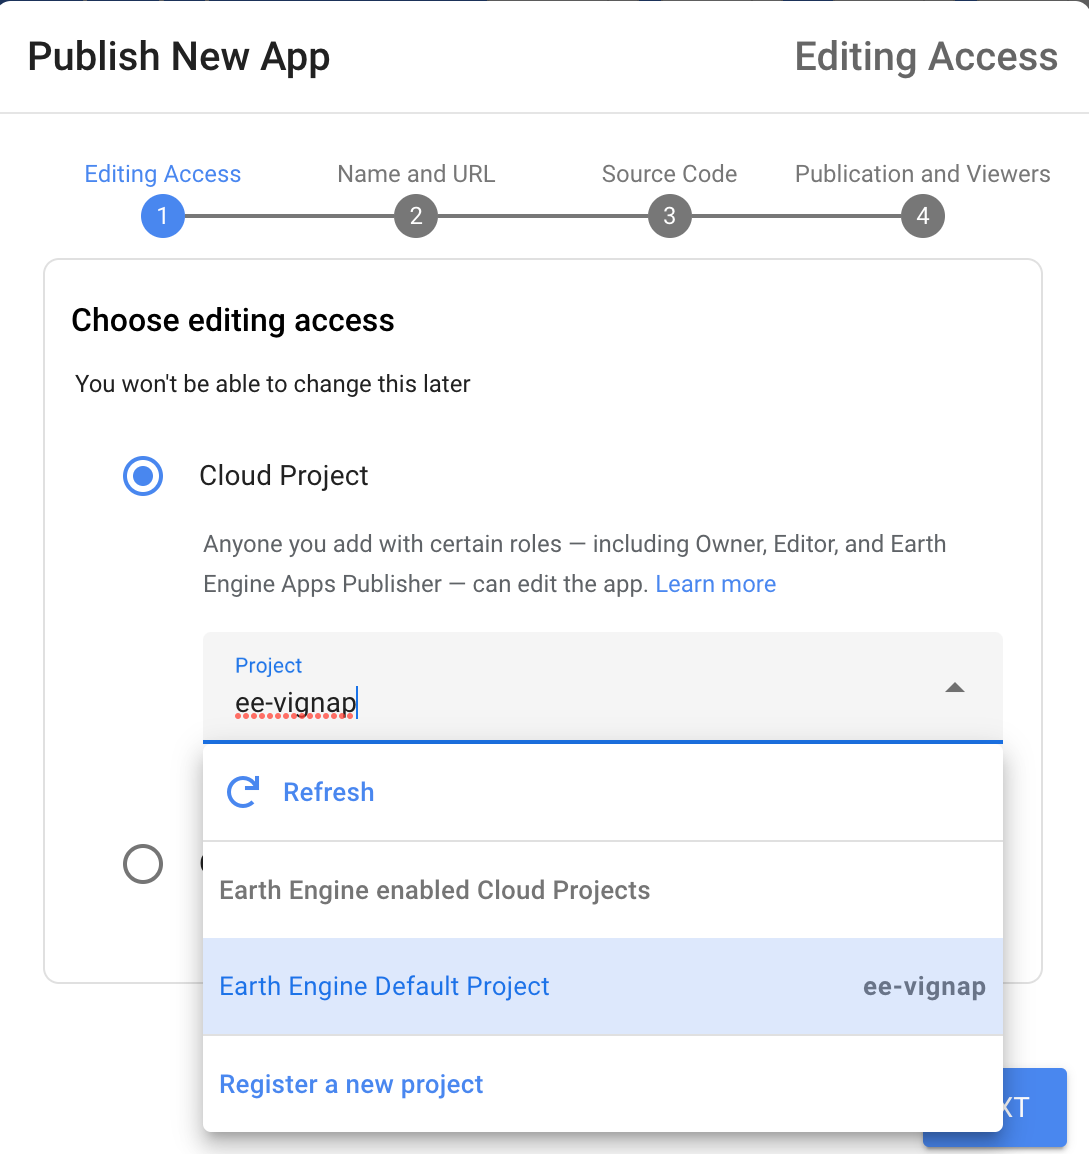 Publish New App
Editing Access
Editing Access
Name and URL
Source Code
Publication and Viewers
1
2
3
4
Choose editing access
You won't be able to change this later
Cloud Project
Anyone you add with certain roles — including Owner, Editor, and Earth
Engine Apps Publisher — can edit the app. Learn more
Project
ee-vignap
Refresh
Earth Engine enabled Cloud Projects
Earth Engine Default Project
ee-vignap
Register a new project